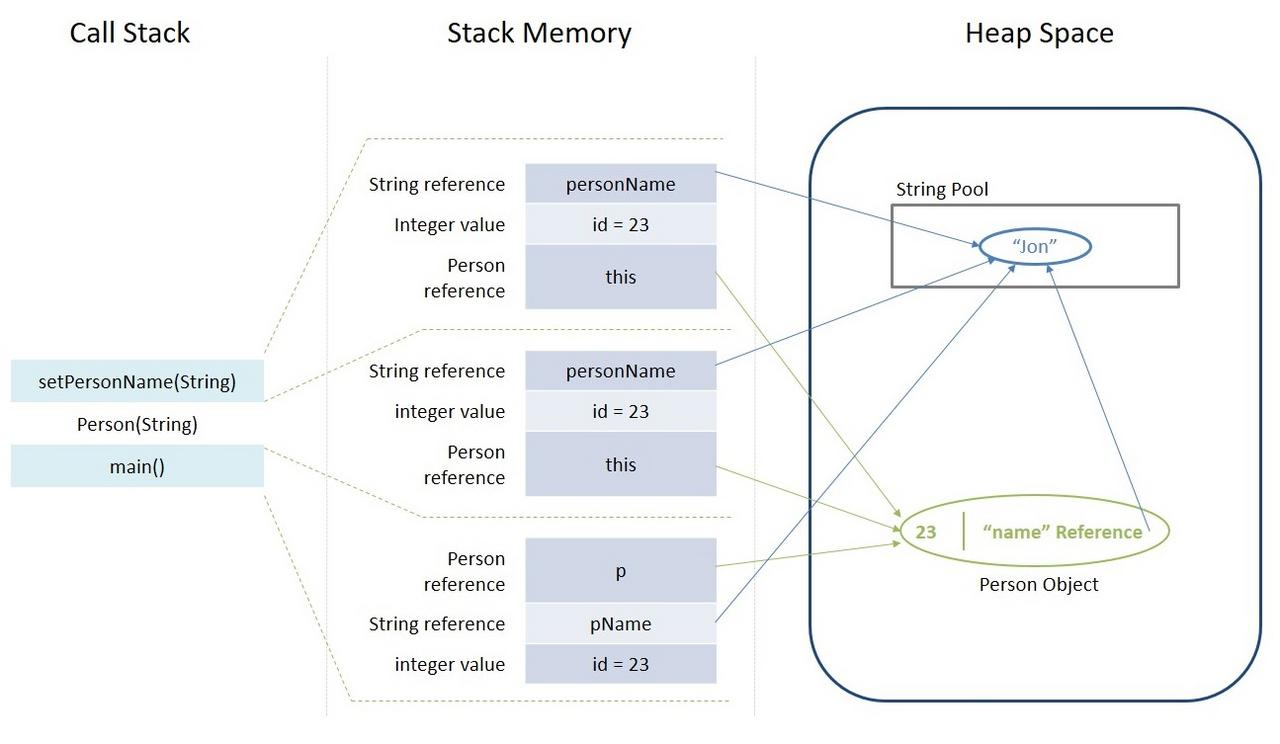 Call Stack
Stack Memory
Heap Space
String Pool
String reference
personName
Integer value
id = 23
Person
reference
this
“Jon”
setPersonName(String)
Person(String)
main()
String reference
personName
integer value
id = 23
Person
reference
this
23
“name” Reference
Person Object
Person
reference
p
String reference
pName
integer value
id = 23